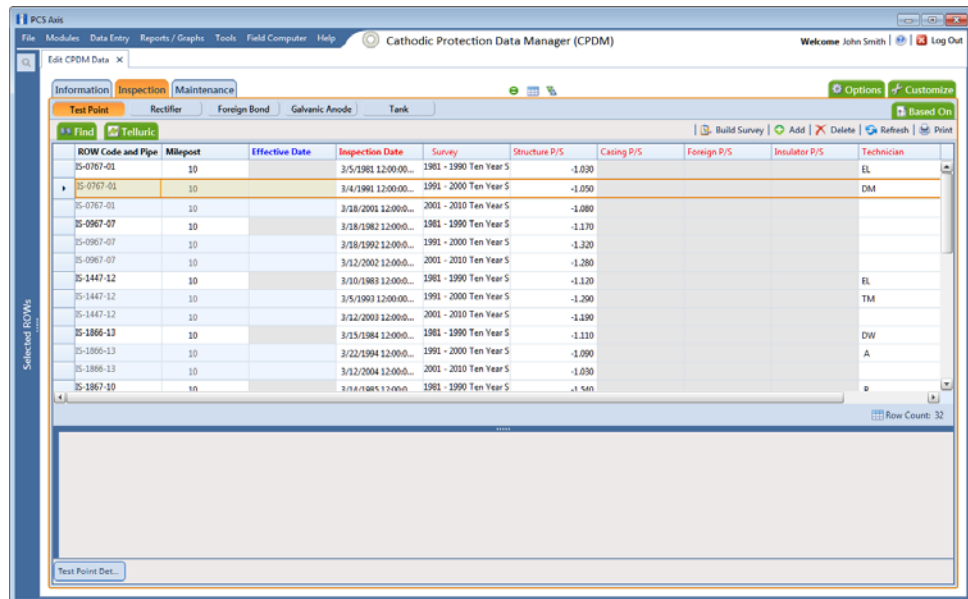 PCS Axis
File Modules Data Entry Reports / Graphs Tools Field Computer Help Cathodic Protection Data Manager (CPDM) Welcome John Smith | Log Out
Edit CPDM Data X
Information Inspection Maintenance Options Customize
Test Point Rectifier Foreign Bond Galvanic Anode Tank Based On
Find Telluric Build Survey Add Delete Refresh Print
ROW Code and Pipe Milepost Effective Date Inspection Date Survey Structure P/S Casing P/S Foreign P/S Insulator P/S Technician
IS-0767-01 10 3/5/1981 12:00:00... 1981 - 1990 Ten Year S -1.030 EL
IS-0767-01 10 3/4/1991 12:00:00... 1991 - 2000 Ten Year S -1.050 DM
IS-0767-01 10 3/18/2001 12:00:0... 2001 - 2010 Ten Year S -1.080
IS-0967-07 10 3/18/1982 12:00:0... 1981 - 1990 Ten Year S -1.170
IS-0967-07 10 3/18/1992 12:00:0... 1991 - 2000 Ten Year S -1.320
IS-0967-07 10 3/12/2002 12:00:0... 2001 - 2010 Ten Year S -1.280
IS-1447-12 10 3/10/1983 12:00:0... 1981 - 1990 Ten Year S -1.120 EL
IS-1447-12 10 3/5/1993 12:00:00... 1991 - 2000 Ten Year S -1.290 TM
IS-1447-12 10 3/12/2003 12:00:0... 2001 - 2010 Ten Year S -1.190
IS-1866-13 10 3/15/1984 12:00:0... 1981 - 1990 Ten Year S -1.110 DW
IS-1866-13 10 3/22/1994 12:00:0... 1991 - 2000 Ten Year S -1.090 A
IS-1866-13 10 3/12/2004 12:00:0... 2001 - 2010 Ten Year S -1.030
IS-1867-10 10 3/14/1985 12:00:0... 1981 - 1990 Ten Year S -1.540
Row Count: 32
Selected ROWs
Test Point Det...